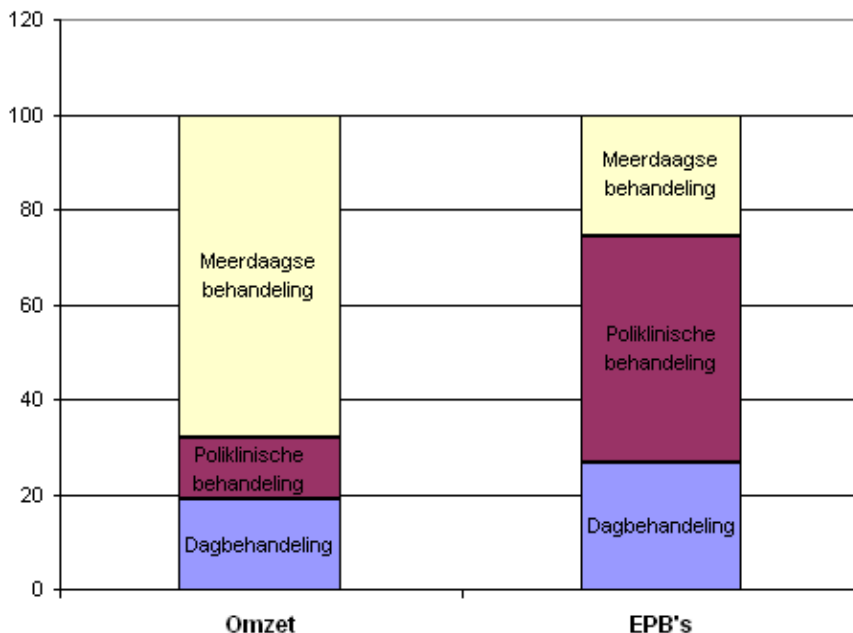 120
100
80
60
40
20
0
Meerdaagse
behandeling
Poliklinische
behandeling
Dagbehandeling
Meerdaagse
behandeling
Poliklinische
behandeling
Dagbehandeling
Omzet
EPB's